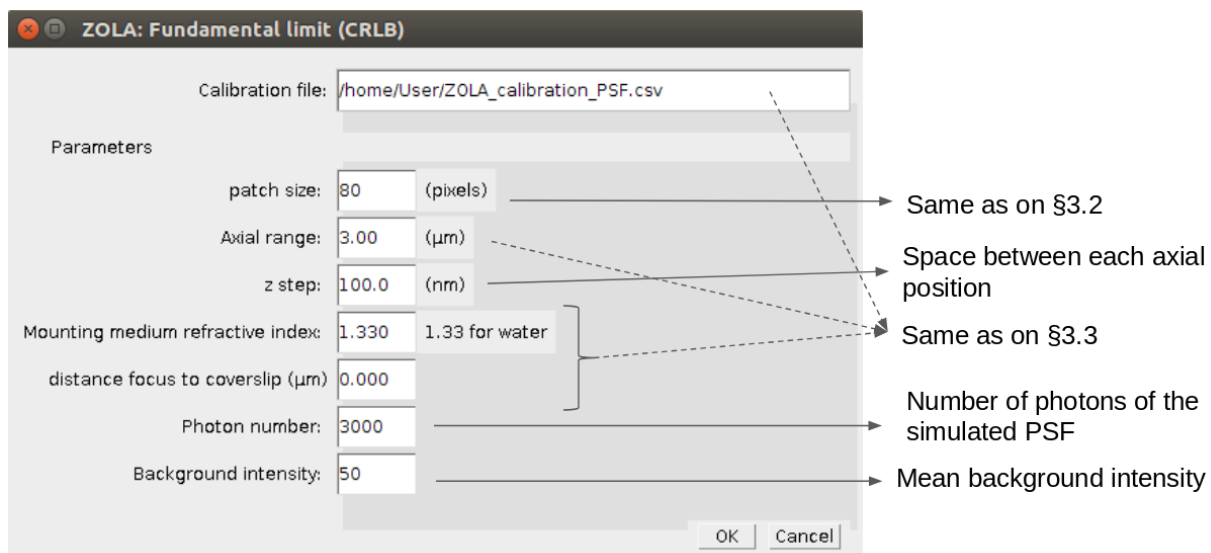 ZOLA: Fundamental limit (CRLB)
Calibration file: /home/User/ZOLA_calibration_PSF.csv
Parameters
patch size: 80 (pixels)
Same as on §3.2
Axial range: 3.00 (µm)
Space between each axial
position
z step: 100.0 (nm)
Mounting medium refractive index: 1.330 1.33 for water
Same as on §3.3
distance focus to coverslip (µm) 0.000
Number of photons of the
simulated PSF
Photon number: 3000
Background intensity: 50
Mean background intensity
OK Cancel